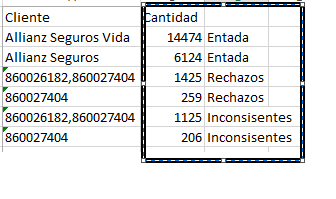 Cliente Cantidad
Allianz Seguros Vida 14474 Entada
Allianz Seguros 6124 Entada
860026182,860027404 1425 Rechazos
860027404 259 Rechazos
860026182,860027404 1125 Inconsisentes
860027404 206 Inconsisentes